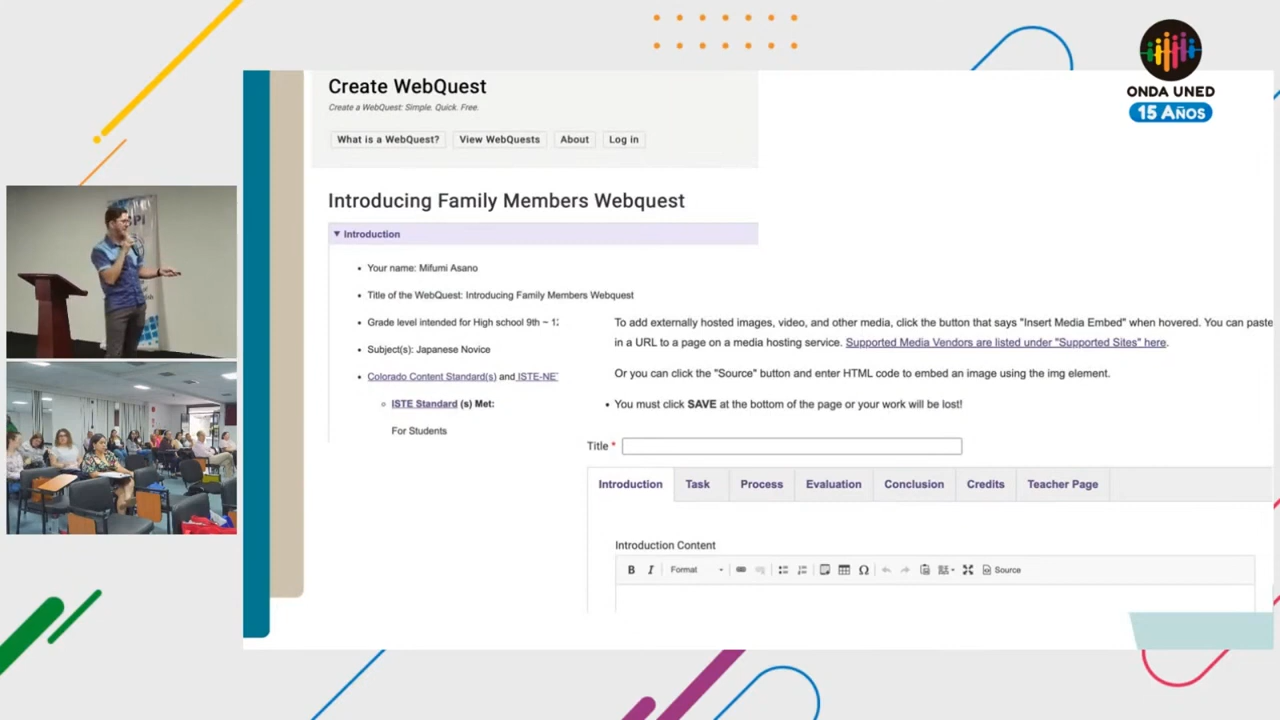 ONDA UNED
15 AÑOS
Create WebQuest
Create a WebQuest: Simple. Quick. Free.
What is a WebQuest?
View WebQuests
About
Log in
Introducing Family Members Webquest
▼ Introduction
• Your name: Mifumi Asano
• Title of the WebQuest: Introducing Family Members Webquest
• Grade level intended for High school 9th ~ 12
• Subject(s): Japanese Novice
• Colorado Content Standard(s) and ISTE-NE
◦ ISTE Standard (s) Met:
For Students
To add externally hosted images, video, and other media, click the button that says "Insert Media Embed" when hovered. You can paste
in a URL to a page on a media hosting service. Supported Media Vendors are listed under "Supported Sites" here.
Or you can click the "Source" button and enter HTML code to embed an image using the img element.
• You must click SAVE at the bottom of the page or your work will be lost!
Title *
Introduction
Task
Process
Evaluation
Conclusion
Credits
Teacher Page
Introduction Content
B I Format Ω Source